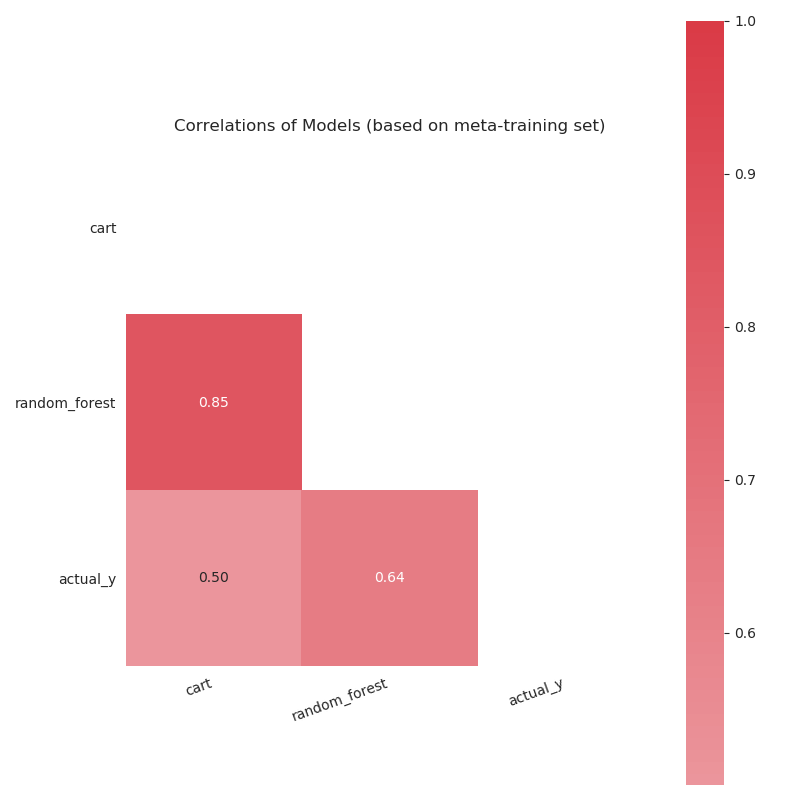 Correlations of Models (based on meta-training set)
cart
random_forest
actual_y
0.85
0.50
0.64
cart
random_forest
actual_y
1.0
0.9
0.8
0.7
0.6